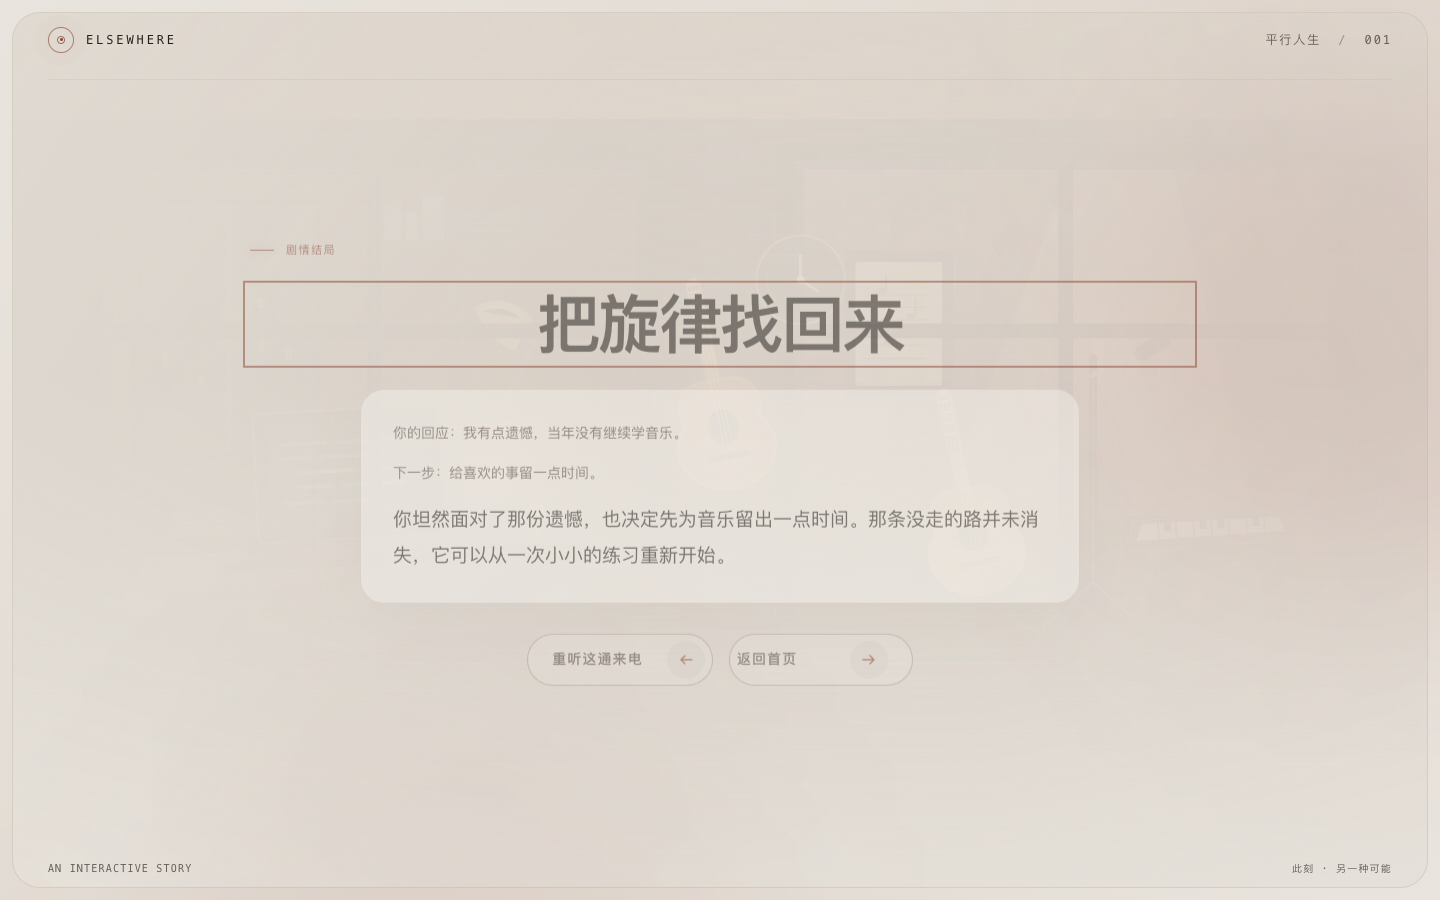 ELSEWHERE
平行人生 / 001
剧情结局
把旋律找回来
你的回应：我有点遗憾，当年没有继续学音乐。
下一步：给喜欢的事留一点时间。
你坦然面对了那份遗憾，也决定先为音乐留出一点时间。那条没走的路并未消
失，它可以从一次小小的练习重新开始。
重听这通来电 ←
返回首页 →
AN INTERACTIVE STORY
此刻 · 另一种可能